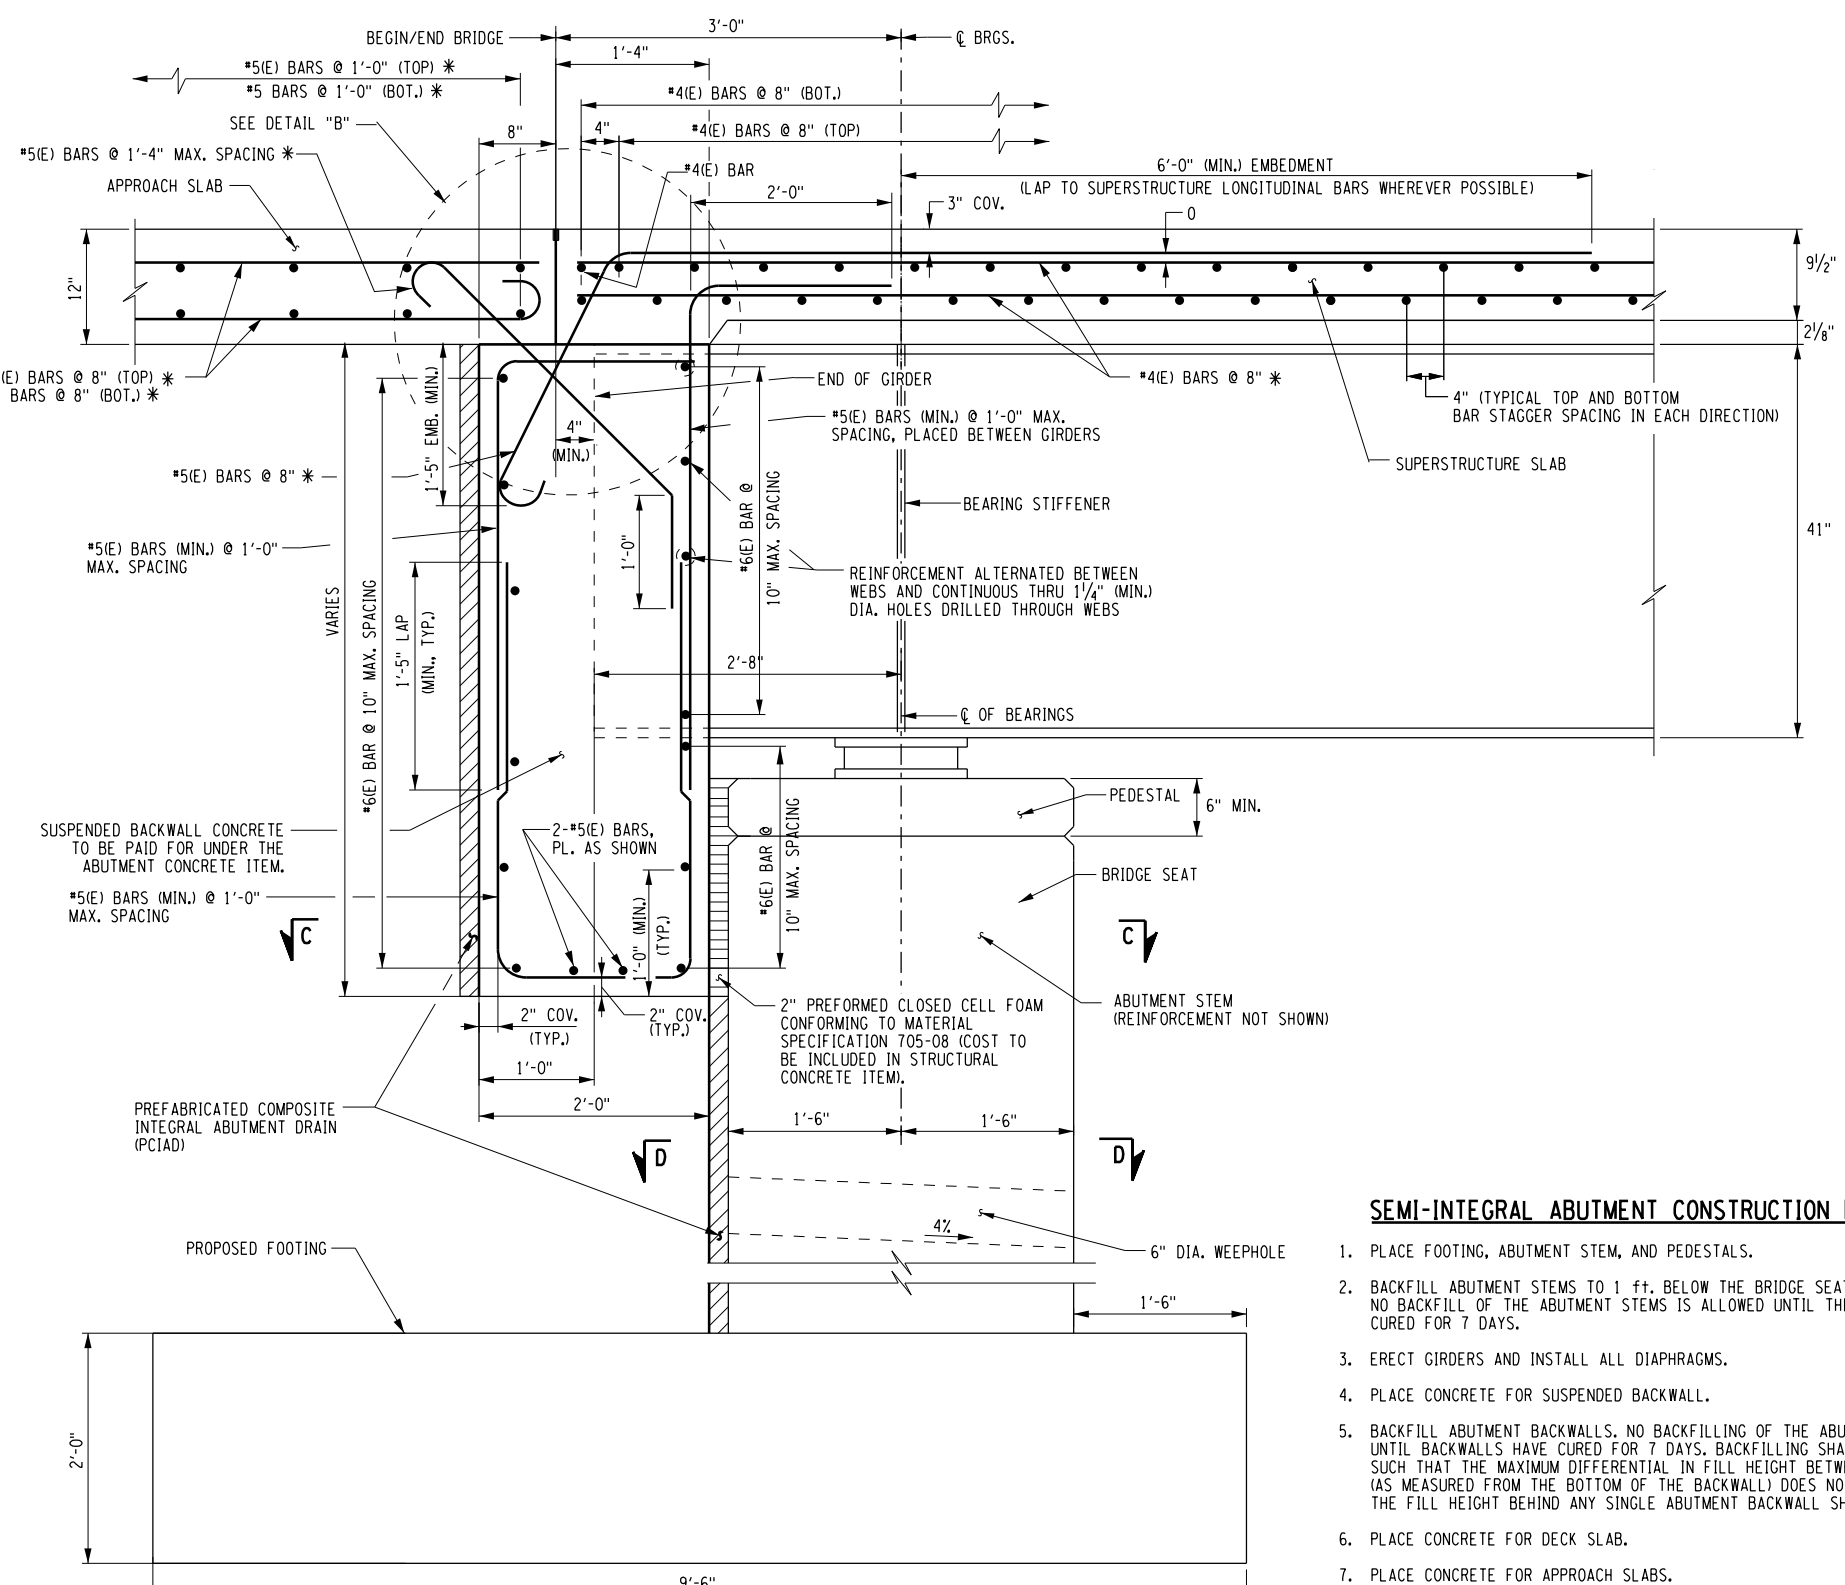 3'-0"
BEGIN/END BRIDGE
℄ BRGS.
1'-4"
#5(E) BARS @ 1'-0" (TOP) *
#5 BARS @ 1'-0" (BOT.) *
#4(E) BARS @ 8" (BOT.)
SEE DETAIL "B"
8"
4"
#4(E) BARS @ 8" (TOP)
#5(E) BARS @ 1'-4" MAX. SPACING *
#4(E) BAR
6'-0" (MIN.) EMBEDMENT
(LAP TO SUPERSTRUCTURE LONGITUDINAL BARS WHEREVER POSSIBLE)
APPROACH SLAB
2'-0"
3" COV.
0
12"
9½"
2⅛"
(E) BARS @ 8" (TOP) *
BARS @ 8" (BOT.) *
1'-5" EMB. (MIN.)
END OF GIRDER
#4(E) BARS @ 8" *
4" (TYPICAL TOP AND BOTTOM
BAR STAGGER SPACING IN EACH DIRECTION)
#5(E) BARS (MIN.) @ 1'-0" MAX.
SPACING, PLACED BETWEEN GIRDERS
4"
(MIN.)
#5(E) BARS @ 8" *
SUPERSTRUCTURE SLAB
#6(E) BAR @
10" MAX. SPACING
BEARING STIFFENER
41"
#5(E) BARS (MIN.) @ 1'-0"
MAX. SPACING
1'-0"
REINFORCEMENT ALTERNATED BETWEEN
WEBS AND CONTINUOUS THRU 1¼" (MIN.)
DIA. HOLES DRILLED THROUGH WEBS
VARIES
#6(E) BAR @ 10" MAX. SPACING
1'-5" LAP
(MIN., TYP.)
2'-8"
℄ OF BEARINGS
PEDESTAL
6" MIN.
SUSPENDED BACKWALL CONCRETE
TO BE PAID FOR UNDER THE
ABUTMENT CONCRETE ITEM.
2-#5(E) BARS,
PL. AS SHOWN
#6(E) BAR @
10" MAX. SPACING
BRIDGE SEAT
#5(E) BARS (MIN.) @ 1'-0"
MAX. SPACING
1'-0" (MIN.)
(TYP.)
C
C
2" COV.
(TYP.)
2" COV.
(TYP.)
2" PREFORMED CLOSED CELL FOAM
CONFORMING TO MATERIAL
SPECIFICATION 705-08 (COST TO
BE INCLUDED IN STRUCTURAL
CONCRETE ITEM).
ABUTMENT STEM
(REINFORCEMENT NOT SHOWN)
1'-0"
2'-0"
PREFABRICATED COMPOSITE
INTEGRAL ABUTMENT DRAIN
(PCIAD)
1'-6"
1'-6"
D
D
4%
6" DIA. WEEPHOLE
PROPOSED FOOTING
1'-6"
2'-0"
9'-6"
SEMI-INTEGRAL ABUTMENT CONSTRUCTION
1. PLACE FOOTING, ABUTMENT STEM, AND PEDESTALS.
2. BACKFILL ABUTMENT STEMS TO 1 ft. BELOW THE BRIDGE SEAT
NO BACKFILL OF THE ABUTMENT STEMS IS ALLOWED UNTIL THE
CURED FOR 7 DAYS.
3. ERECT GIRDERS AND INSTALL ALL DIAPHRAGMS.
4. PLACE CONCRETE FOR SUSPENDED BACKWALL.
5. BACKFILL ABUTMENT BACKWALLS. NO BACKFILLING OF THE ABU
UNTIL BACKWALLS HAVE CURED FOR 7 DAYS. BACKFILLING SHA
SUCH THAT THE MAXIMUM DIFFERENTIAL IN FILL HEIGHT BETW
(AS MEASURED FROM THE BOTTOM OF THE BACKWALL) DOES NO
THE FILL HEIGHT BEHIND ANY SINGLE ABUTMENT BACKWALL SH
6. PLACE CONCRETE FOR DECK SLAB.
7. PLACE CONCRETE FOR APPROACH SLABS.